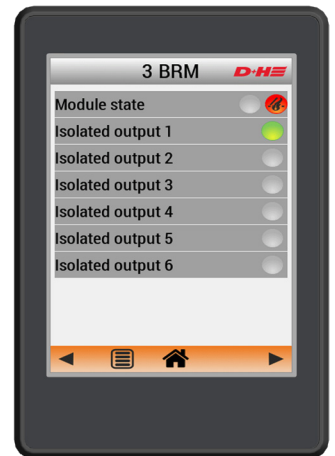 3 BRM D+H
Module state
Isolated output 1
Isolated output 2
Isolated output 3
Isolated output 4
Isolated output 5
Isolated output 6